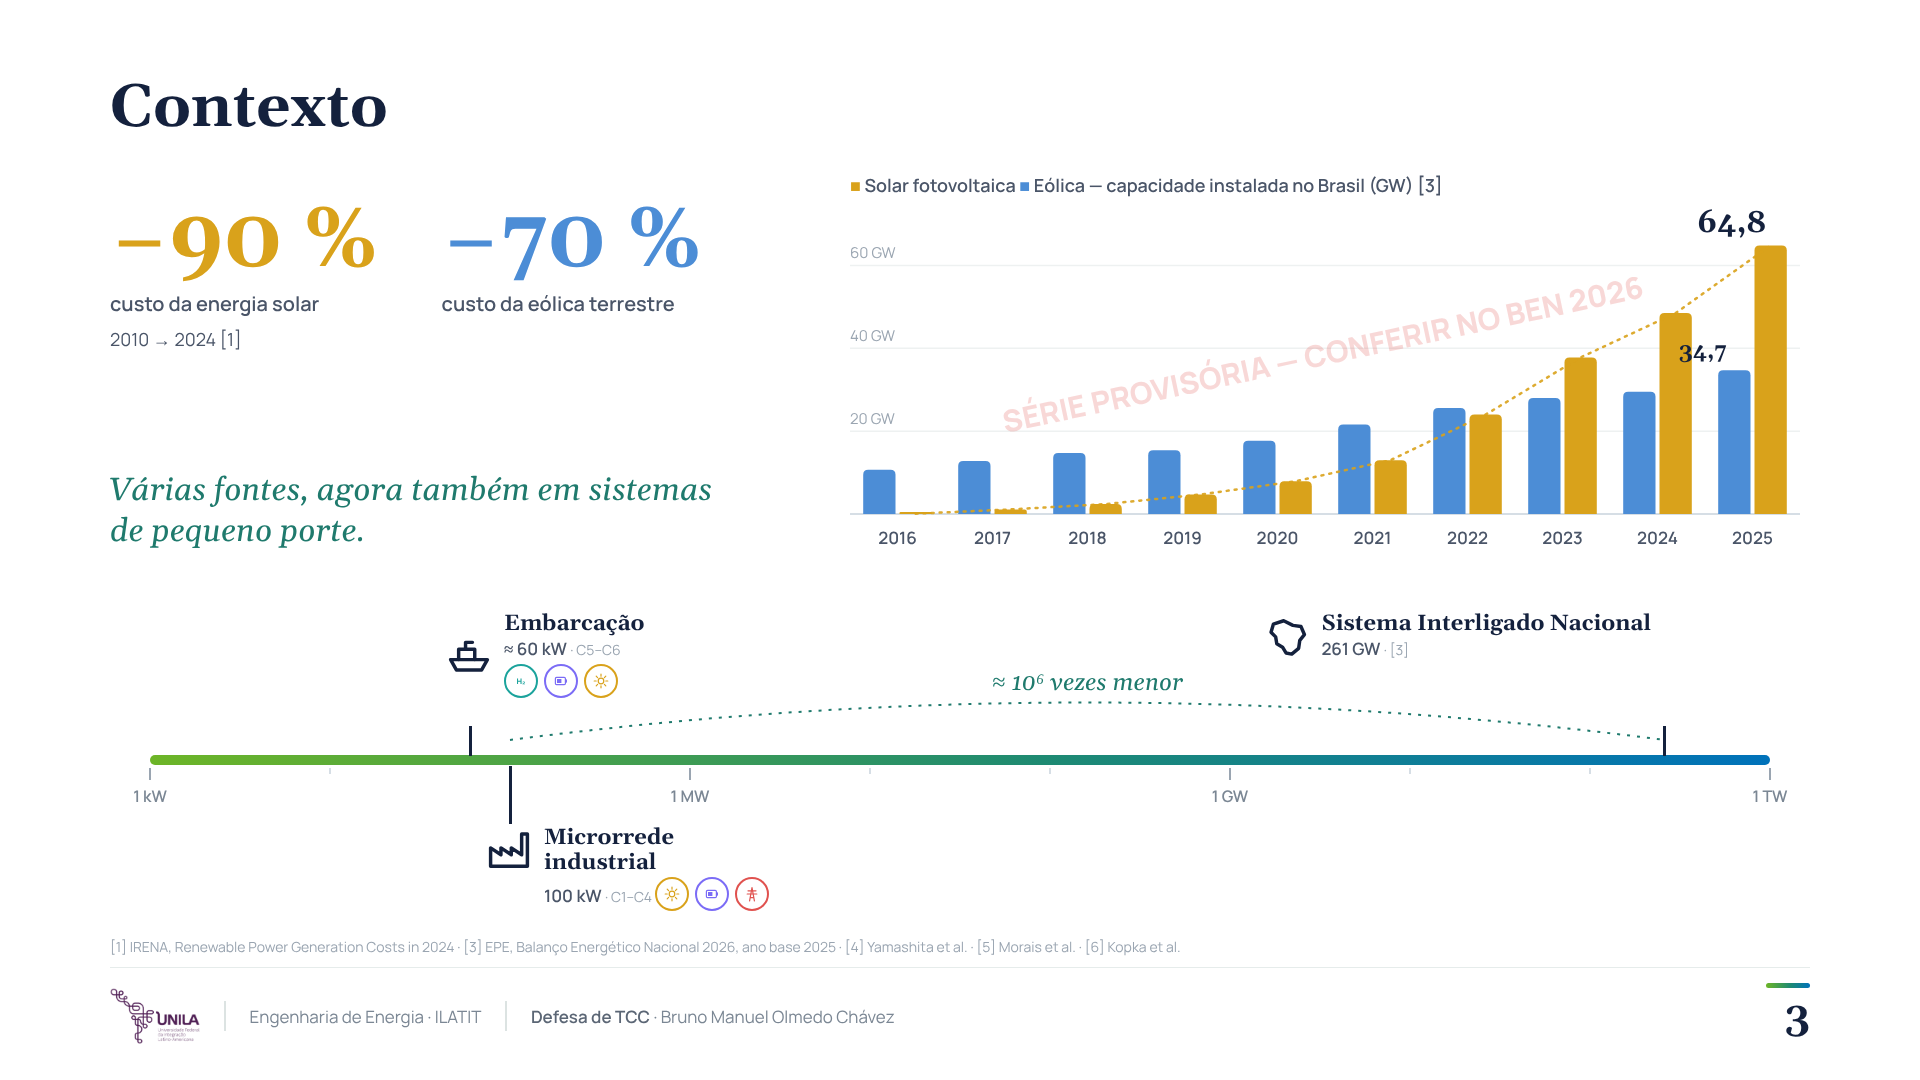 Contexto
−90 %
custo da energia solar
2010 → 2024 [1]
−70 %
custo da eólica terrestre
Várias fontes, agora também em sistemas
de pequeno porte.
Solar fotovoltaica Eólica — capacidade instalada no Brasil (GW) [3]
64,8
60 GW
40 GW
34,7
20 GW
SÉRIE PROVISÓRIA — CONFERIR NO BEN 2026
2016 2017 2018 2019 2020 2021 2022 2023 2024 2025
Embarcação
≈ 60 kW · C5–C6
H₂
Sistema Interligado Nacional
261 GW · [3]
≈ 10⁶ vezes menor
1 kW 1 MW 1 GW 1 TW
Microrrede
industrial
100 kW · C1–C4
[1] IRENA, Renewable Power Generation Costs in 2024 · [3] EPE, Balanço Energético Nacional 2026, ano base 2025 · [4] Yamashita et al. · [5] Morais et al. · [6] Kopka et al.
UNILA
Universidade Federal
da Integração
Latino-Americana
Engenharia de Energia · ILATIT
Defesa de TCC · Bruno Manuel Olmedo Chávez
3